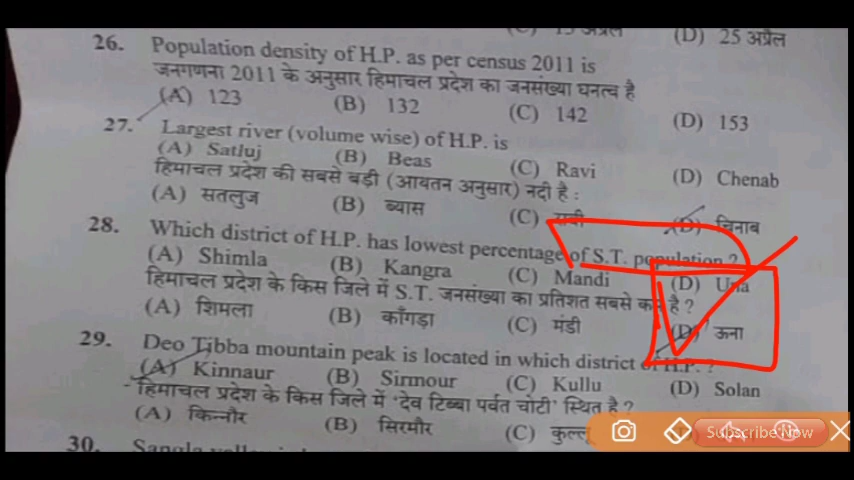 (C) 15 अप्रैल (D) 25 अप्रैल
26. Population density of H.P. as per census 2011 is
जनगणना 2011 के अनुसार हिमाचल प्रदेश का जनसंख्या घनत्व है
(A) 123 (B) 132 (C) 142 (D) 153
27. Largest river (volume wise) of H.P. is
(A) Satluj (B) Beas (C) Ravi (D) Chenab
हिमाचल प्रदेश की सबसे बड़ी (आयतन अनुसार) नदी है :
(A) सतलुज (B) ब्यास (C) रावी (D) चिनाब
28. Which district of H.P. has lowest percentage of S.T. population ?
(A) Shimla (B) Kangra (C) Mandi (D) Una
हिमाचल प्रदेश के किस जिले में S.T. जनसंख्या का प्रतिशत सबसे कम है ?
(A) शिमला (B) काँगड़ा (C) मंडी (D) ऊना
29. Deo Tibba mountain peak is located in which district of H.P. ?
(A) Kinnaur (B) Sirmour (C) Kullu (D) Solan
हिमाचल प्रदेश के किस जिले में 'देव टिब्बा पर्वत चोटी' स्थित है ?
(A) किन्नौर (B) सिरमौर (C) कुल्लू
Subscribe Now
30.